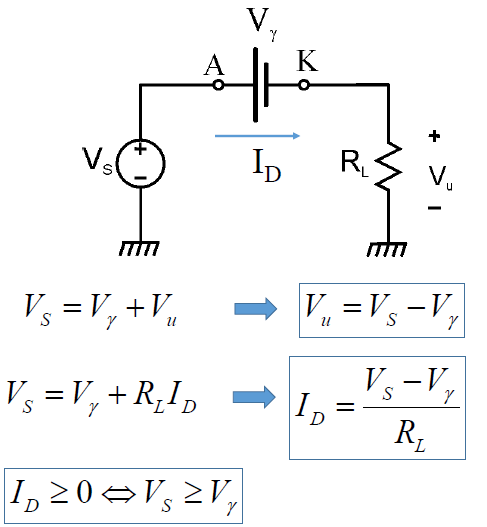 Vγ
A K
+
−
VS
ID
RL
+
Vu
−
VS = Vγ + Vu Vu = VS − Vγ
VS = Vγ + RL ID ID = (VS − Vγ) / RL
ID ≥ 0 ⇔ VS ≥ Vγ